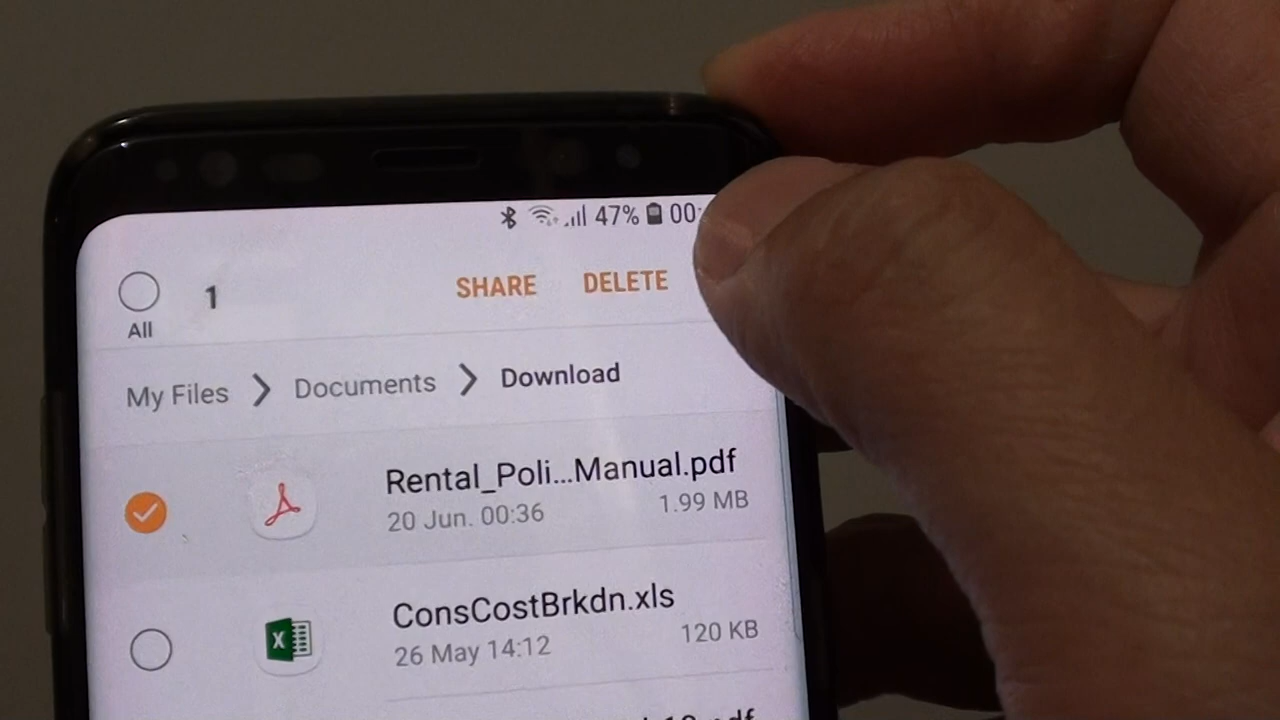 47% 00:
1 SHARE DELETE
All
My Files > Documents > Download
Rental_Poli...Manual.pdf
20 Jun. 00:36 1.99 MB
ConsCostBrkdn.xls
26 May 14:12 120 KB